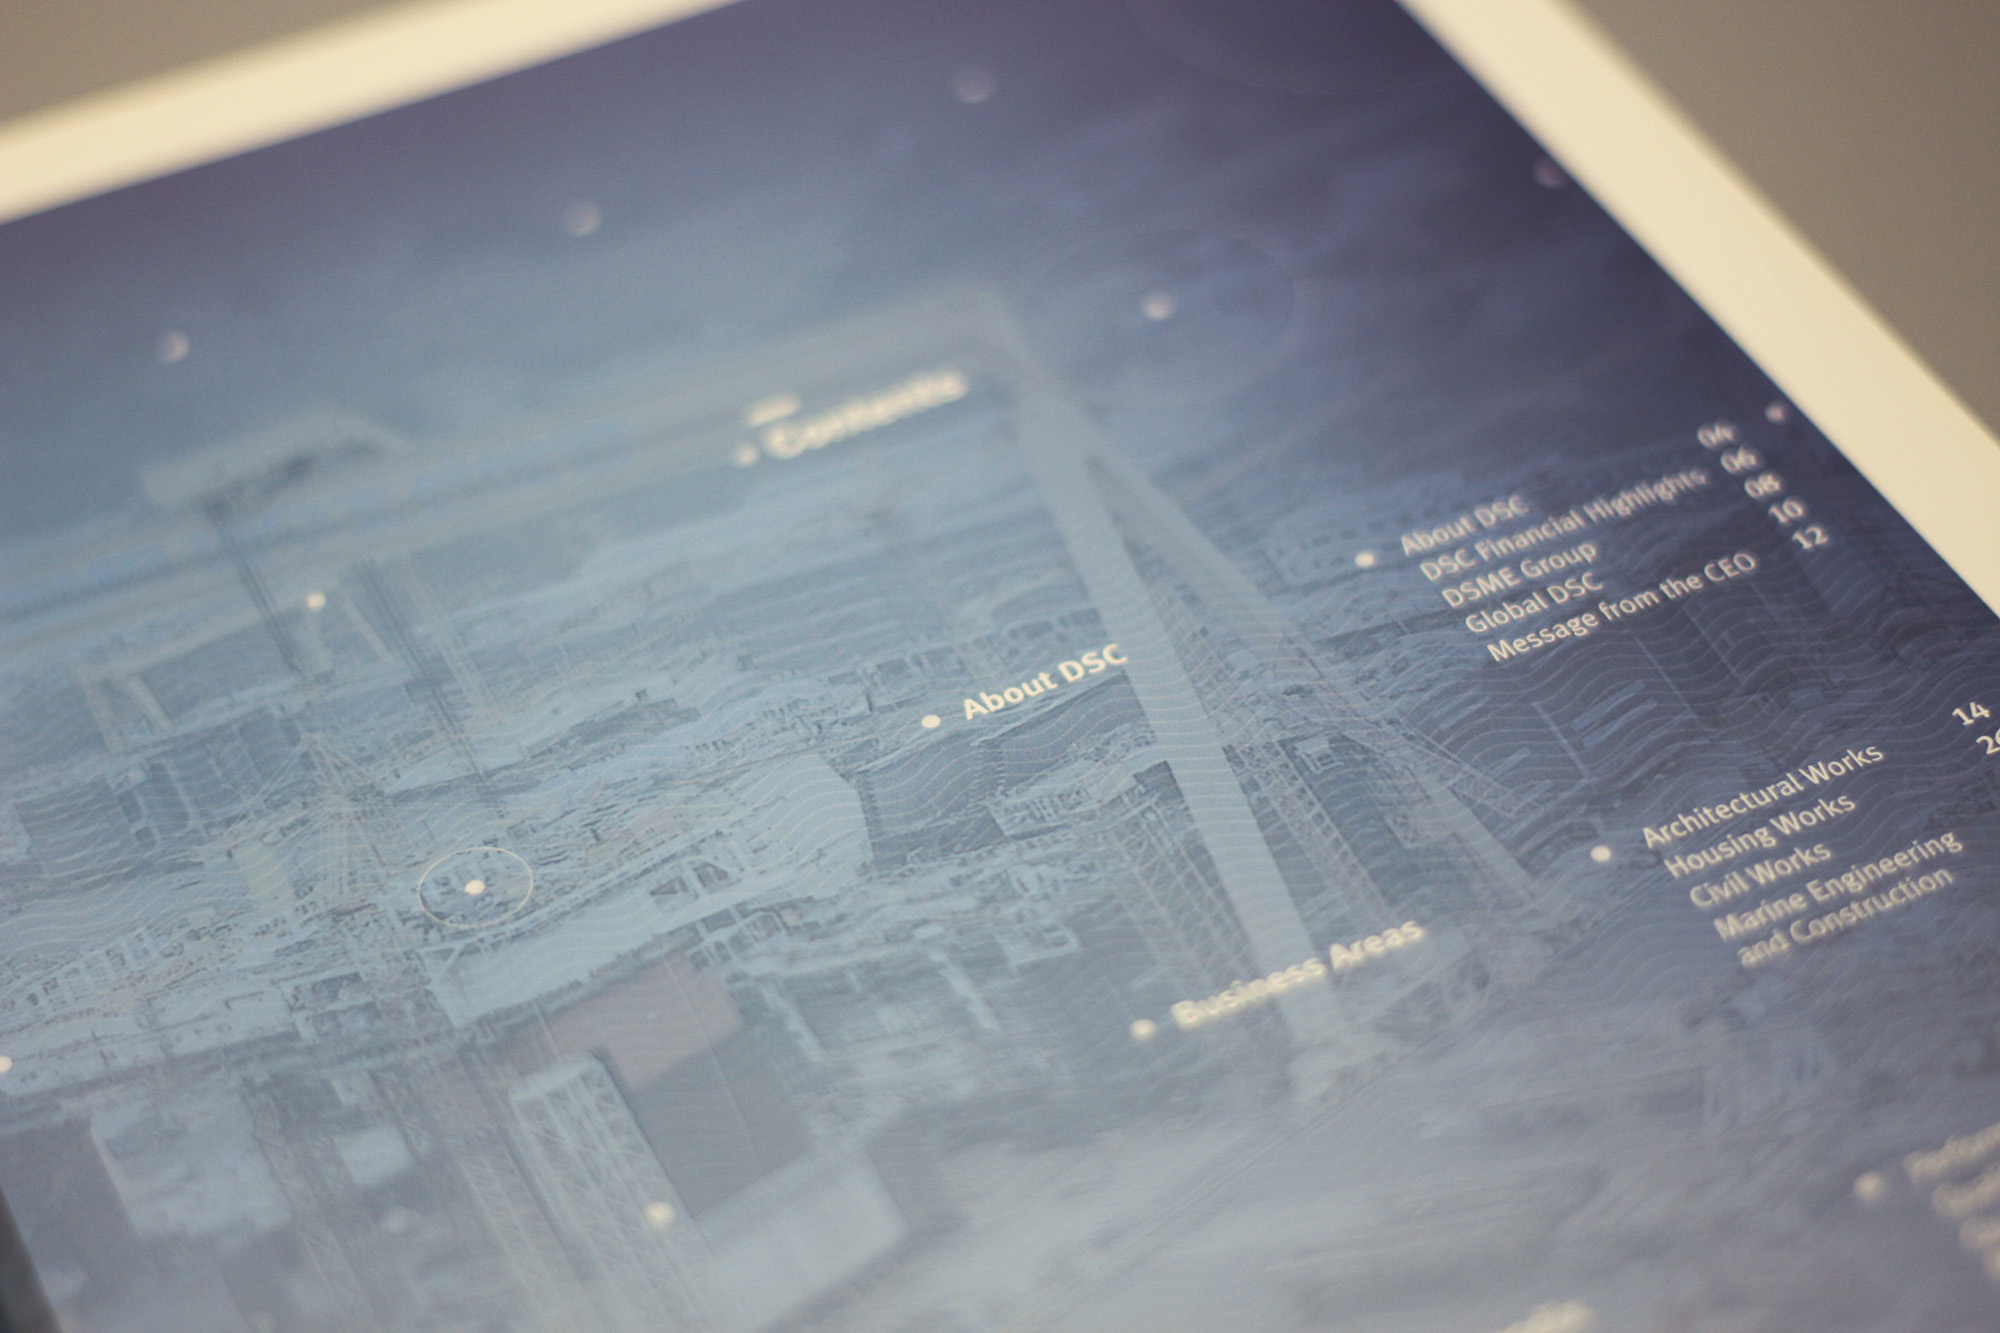 Contents
About DSC
About DSC 04
DSC Financial Highlights 06
DSME Group 08
Global DSC 10
Message from the CEO 12
Business Areas
Architectural Works 14
Housing Works
Civil Works
Marine Engineering
and Construction